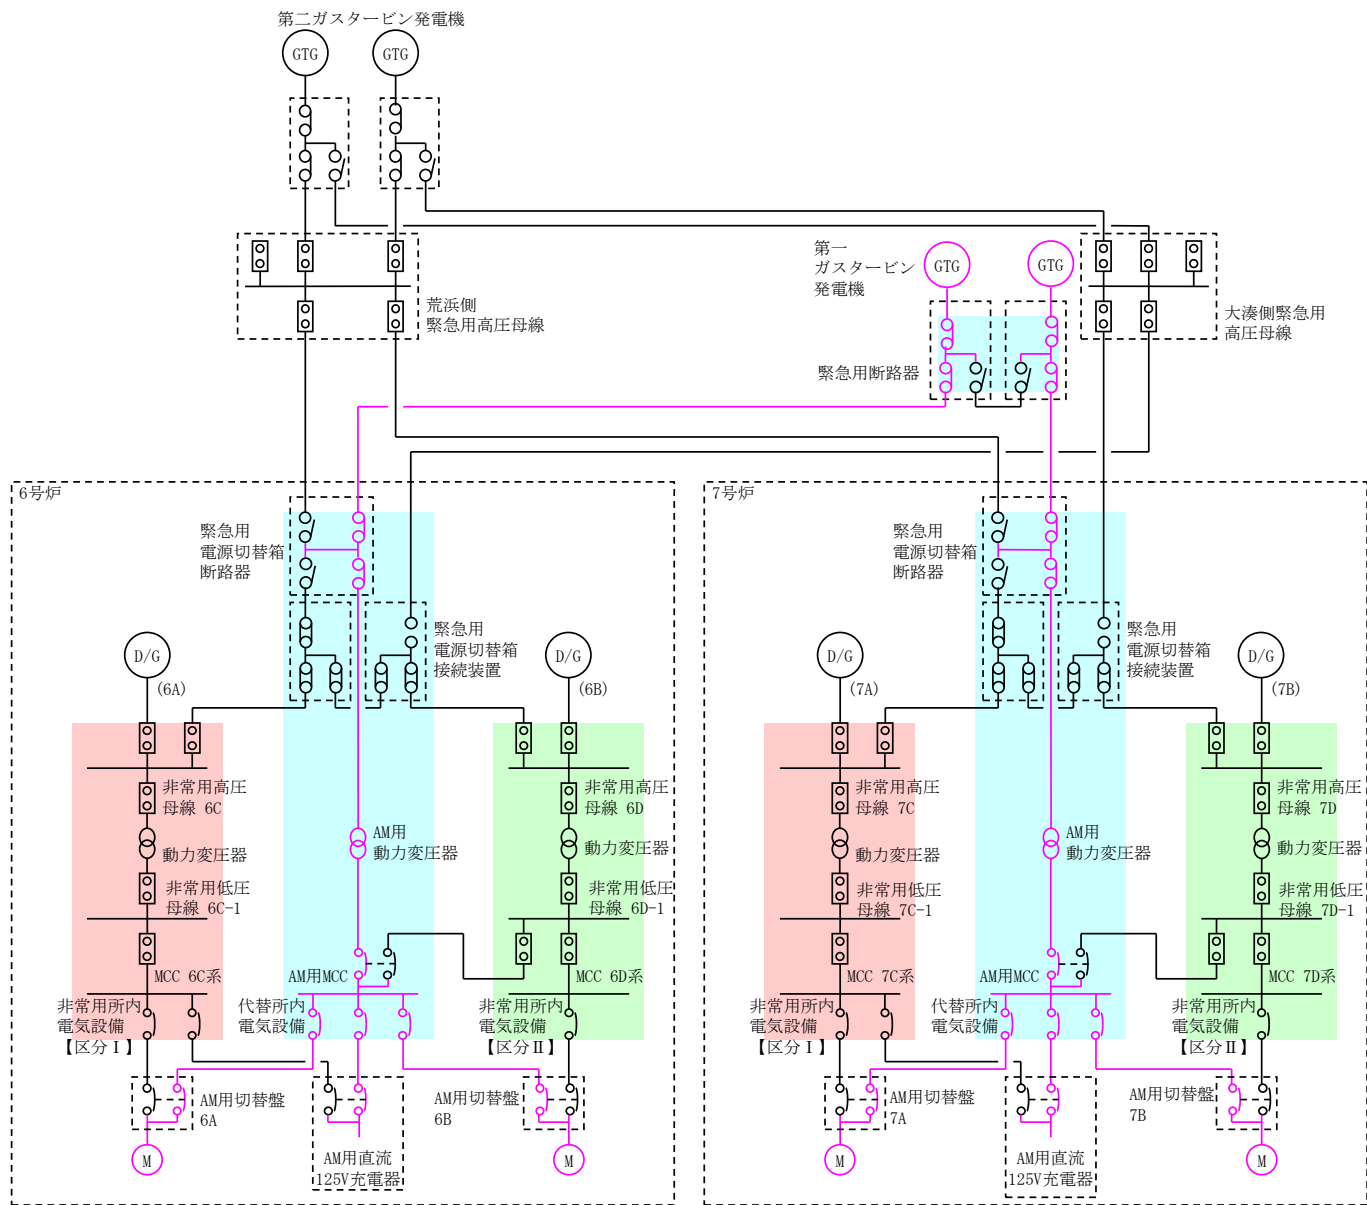 第二ガスタービン発電機
GTG
GTG
荒浜側
緊急用高圧母線
第一
ガスタービン
発電機
GTG
GTG
緊急用断路器
大湊側緊急用
高圧母線
6号炉
緊急用
電源切替箱
断路器
緊急用
電源切替箱
接続装置
D/G
(6A)
D/G
(6B)
非常用高圧
母線 6C
動力変圧器
非常用低圧
母線 6C-1
MCC 6C系
非常用所内
電気設備
【区分Ⅰ】
AM用
動力変圧器
AM用MCC
代替所内
電気設備
非常用高圧
母線 6D
動力変圧器
非常用低圧
母線 6D-1
MCC 6D系
非常用所内
電気設備
【区分Ⅱ】
AM用切替盤
6A
M
AM用直流
125V充電器
AM用切替盤
6B
M
7号炉
緊急用
電源切替箱
断路器
緊急用
電源切替箱
接続装置
D/G
(7A)
D/G
(7B)
非常用高圧
母線 7C
動力変圧器
非常用低圧
母線 7C-1
MCC 7C系
非常用所内
電気設備
【区分Ⅰ】
AM用
動力変圧器
AM用MCC
代替所内
電気設備
非常用高圧
母線 7D
動力変圧器
非常用低圧
母線 7D-1
MCC 7D系
非常用所内
電気設備
【区分Ⅱ】
AM用切替盤
7A
M
AM用直流
125V充電器
AM用切替盤
7B
M